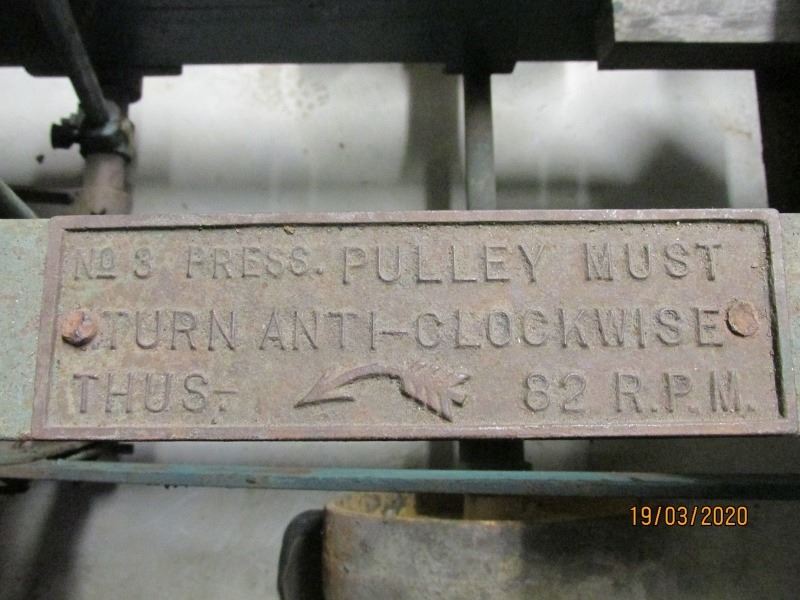 No 3 PRESS. PULLEY MUST
TURN ANTI-CLOCKWISE
THUS- 82 R.P.M.
19/03/2020